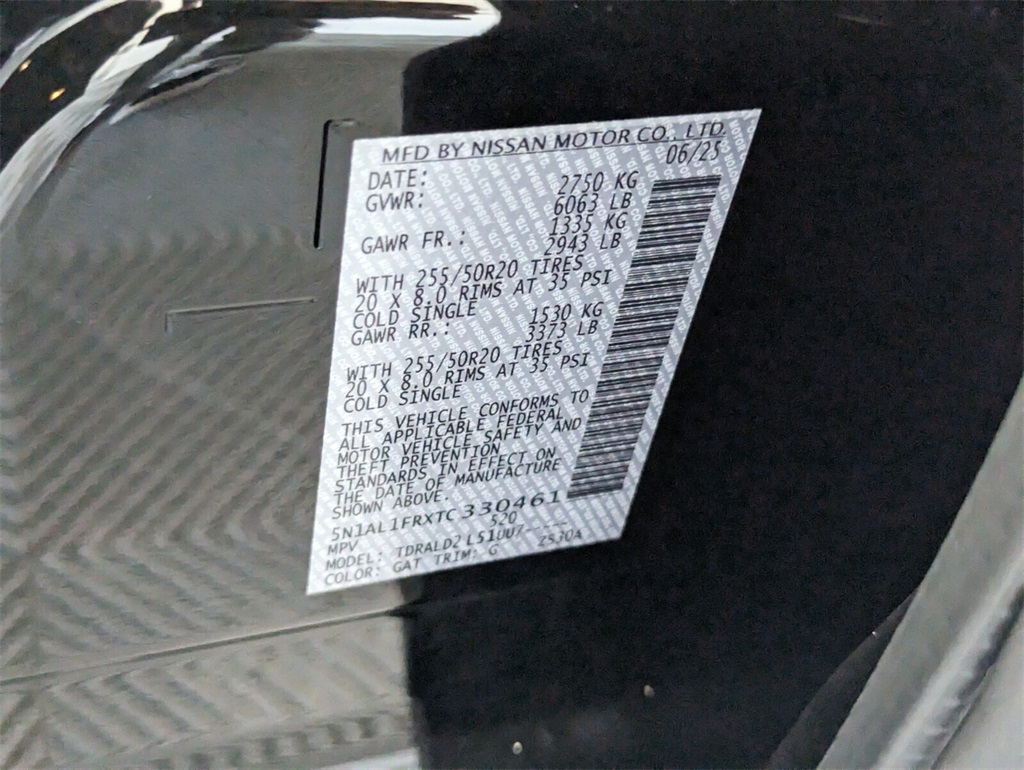 MFD BY NISSAN MOTOR CO., LTD.
DATE: 06/25
GVWR: 2750 KG
6063 LB
GAWR FR.: 1335 KG
2943 LB
WITH 255/50R20 TIRES
20 X 8.0 RIMS AT 35 PSI
COLD SINGLE
GAWR RR.: 1530 KG
3373 LB
WITH 255/50R20 TIRES
20 X 8.0 RIMS AT 35 PSI
COLD SINGLE
THIS VEHICLE CONFORMS TO
ALL APPLICABLE FEDERAL
MOTOR VEHICLE SAFETY AND
THEFT PREVENTION
STANDARDS IN EFFECT ON
THE DATE OF MANUFACTURE
SHOWN ABOVE.
5N1AL1FRXTC330461
MPV 520
MODEL: TDRALD2 L51UU7-----
COLOR: GAT TRIM: G Z530A